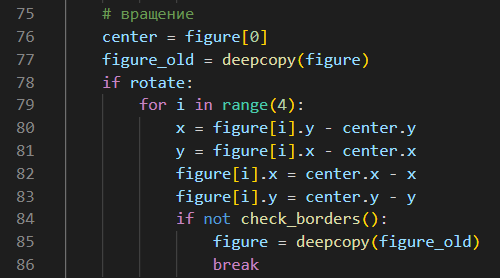 75 # вращение
76 center = figure[0]
77 figure_old = deepcopy(figure)
78 if rotate:
79 for i in range(4):
80 x = figure[i].y - center.y
81 y = figure[i].x - center.x
82 figure[i].x = center.x - x
83 figure[i].y = center.y - y
84 if not check_borders():
85 figure = deepcopy(figure_old)
86 break